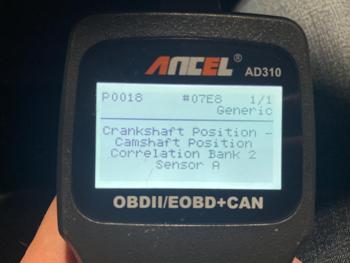 ANCEL AD310
P0018 #07E8 1/1
Generic
Crankshaft Position -
Camshaft Position
Correlation Bank 2
Sensor A
OBDII/EOBD+CAN